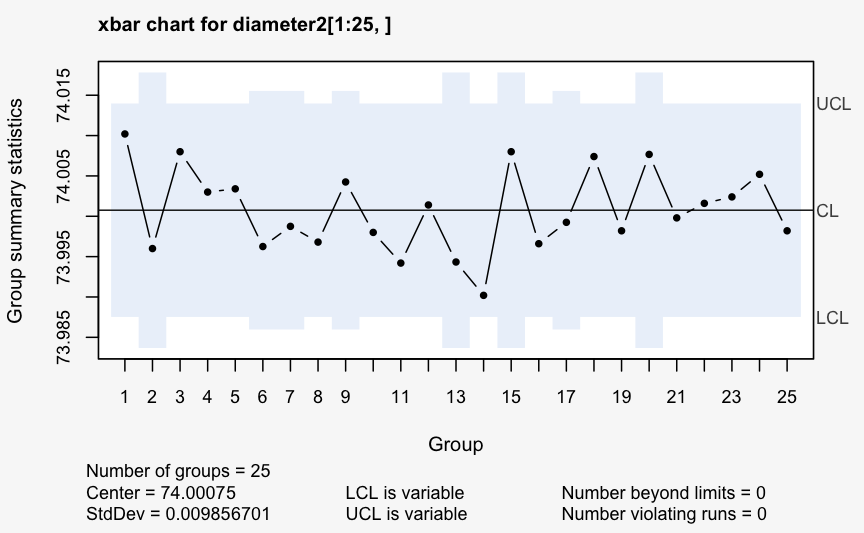 xbar chart for diameter2[1:25, ]
Group summary statistics
74.015
74.005
73.995
73.985
UCL
CL
LCL
1 2 3 4 5 6 7 8 9 11 13 15 17 19 21 23 25
Group
Number of groups = 25
Center = 74.00075 LCL is variable Number beyond limits = 0
StdDev = 0.009856701 UCL is variable Number violating runs = 0